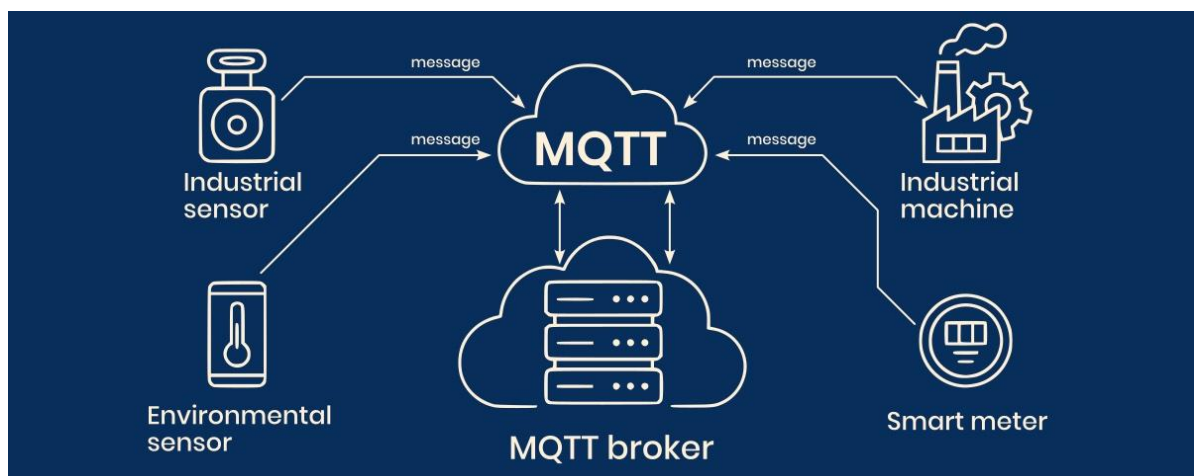 message
message
MQTT
message
message
Industrial
sensor
Industrial
machine
Environmental
sensor
MQTT broker
Smart meter